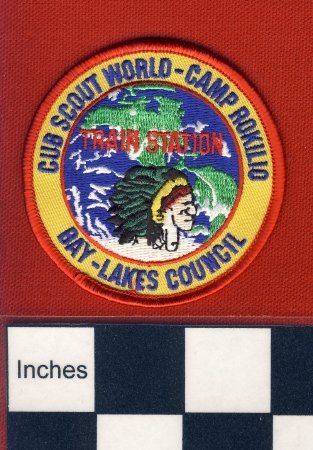 CUB SCOUT WORLD - CAMP ROKILIO
TRAIN STATION
BAY - LAKES COUNCIL
Inches